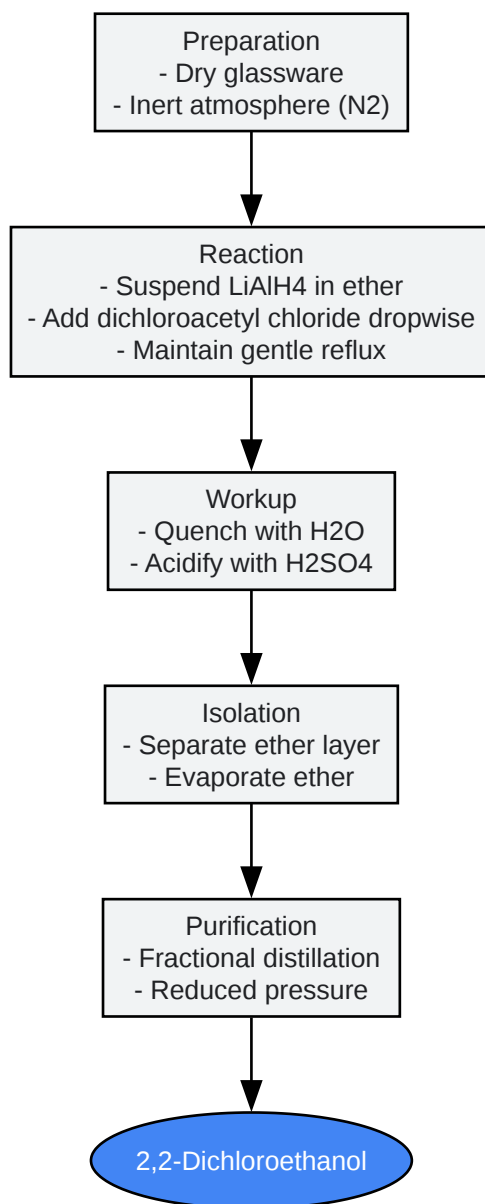 Preparation
- Dry glassware
- Inert atmosphere (N2)
Reaction
- Suspend LiAlH4 in ether
- Add dichloroacetyl chloride dropwise
- Maintain gentle reflux
Workup
- Quench with H2O
- Acidify with H2SO4
Isolation
- Separate ether layer
- Evaporate ether
Purification
- Fractional distillation
- Reduced pressure
2,2-Dichloroethanol